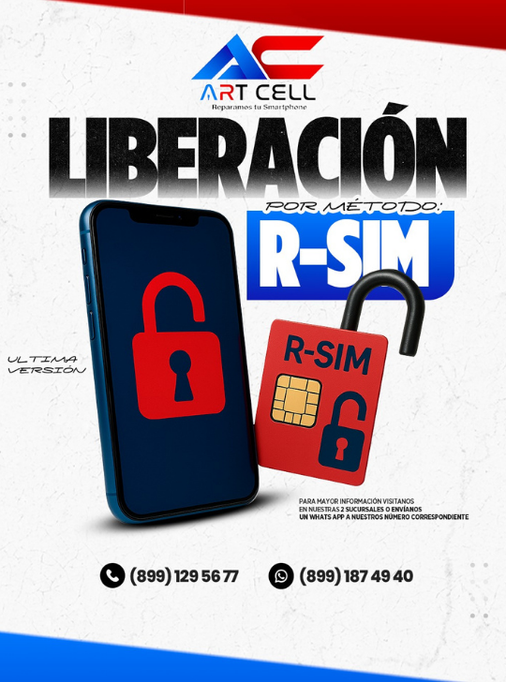 ART CELL
Reparamos tu Smartphone
LIBERACIÓN
POR MÉTODO:
R-SIM
R-SIM
ULTIMA
VERSIÓN
PARA MAYOR INFORMACIÓN VISITANOS
EN NUESTRAS 2 SUCURSALES O ENVÍANOS
UN WHATS APP A NUESTROS NÚMERO CORRESPONDIENTE
(899) 129 56 77
(899) 187 49 40